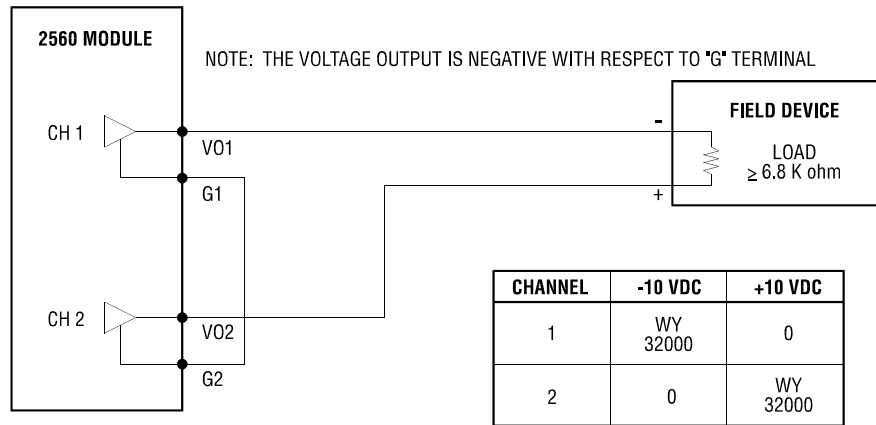 2560 MODULE
NOTE: THE VOLTAGE OUTPUT IS NEGATIVE WITH RESPECT TO "G" TERMINAL
CH 1
VO1
G1
CH 2
VO2
G2
-
+
FIELD DEVICE
LOAD
≥ 6.8 K ohm
CHANNEL -10 VDC +10 VDC
1 WY 32000 0
2 0 WY 32000